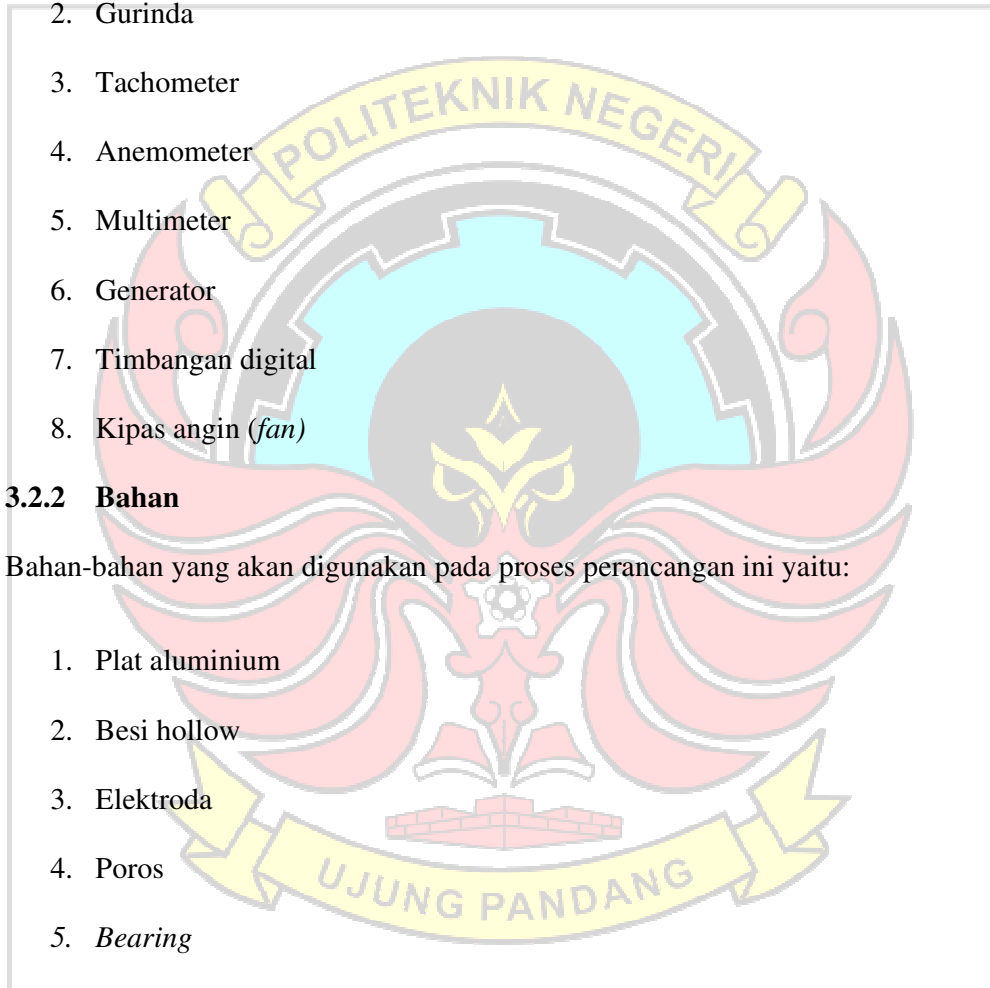 2. Gurinda
3. Tachometer
4. Anemometer
5. Multimeter
6. Generator
7. Timbangan digital
8. Kipas angin (fan)
3.2.2 Bahan
Bahan-bahan yang akan digunakan pada proses perancangan ini yaitu:
1. Plat aluminium
2. Besi hollow
3. Elektroda
4. Poros
5. Bearing
POLITEKNIK NEGERI
UJUNG PANDANG